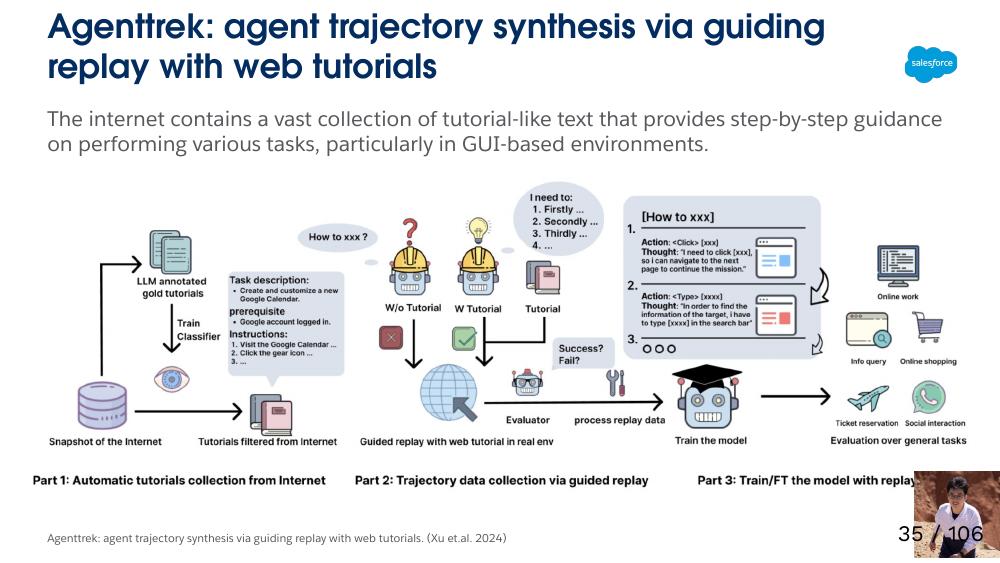 Agenttrek: agent trajectory synthesis via guiding
replay with web tutorials
salesforce
The internet contains a vast collection of tutorial-like text that provides step-by-step guidance
on performing various tasks, particularly in GUI-based environments.
LLM annotated
gold tutorials
Train
Classifier
Snapshot of the Internet
Task description:
• Create and customize a new
Google Calendar.
prerequisite
• Google account logged in.
Instructions:
1. Visit the Google Calendar ...
2. Click the gear icon ...
3. ...
Tutorials filtered from Internet
How to xxx ?
I need to:
1. Firstly ...
2. Secondly ...
3. Thirdly ...
4. ...
W/o Tutorial
W Tutorial
Tutorial
Success?
Fail?
Evaluator
process replay data
Guided replay with web tutorial in real env
[How to xxx]
1.
Action: <Click> [xxx]
Thought: "I need to click [xxx],
so i can navigate to the next
page to continue the mission."
2.
Action: <Type> [xxxx]
Thought: "In order to find the
information of the target, i have
to type [xxxx] in the search bar"
3.
Train the model
Online work
Info query
Online shopping
Ticket reservation
Social interaction
Evaluation over general tasks
Part 1: Automatic tutorials collection from Internet
Part 2: Trajectory data collection via guided replay
Part 3: Train/FT the model with replay
Agenttrek: agent trajectory synthesis via guiding replay with web tutorials. (Xu et.al. 2024)
35 / 106